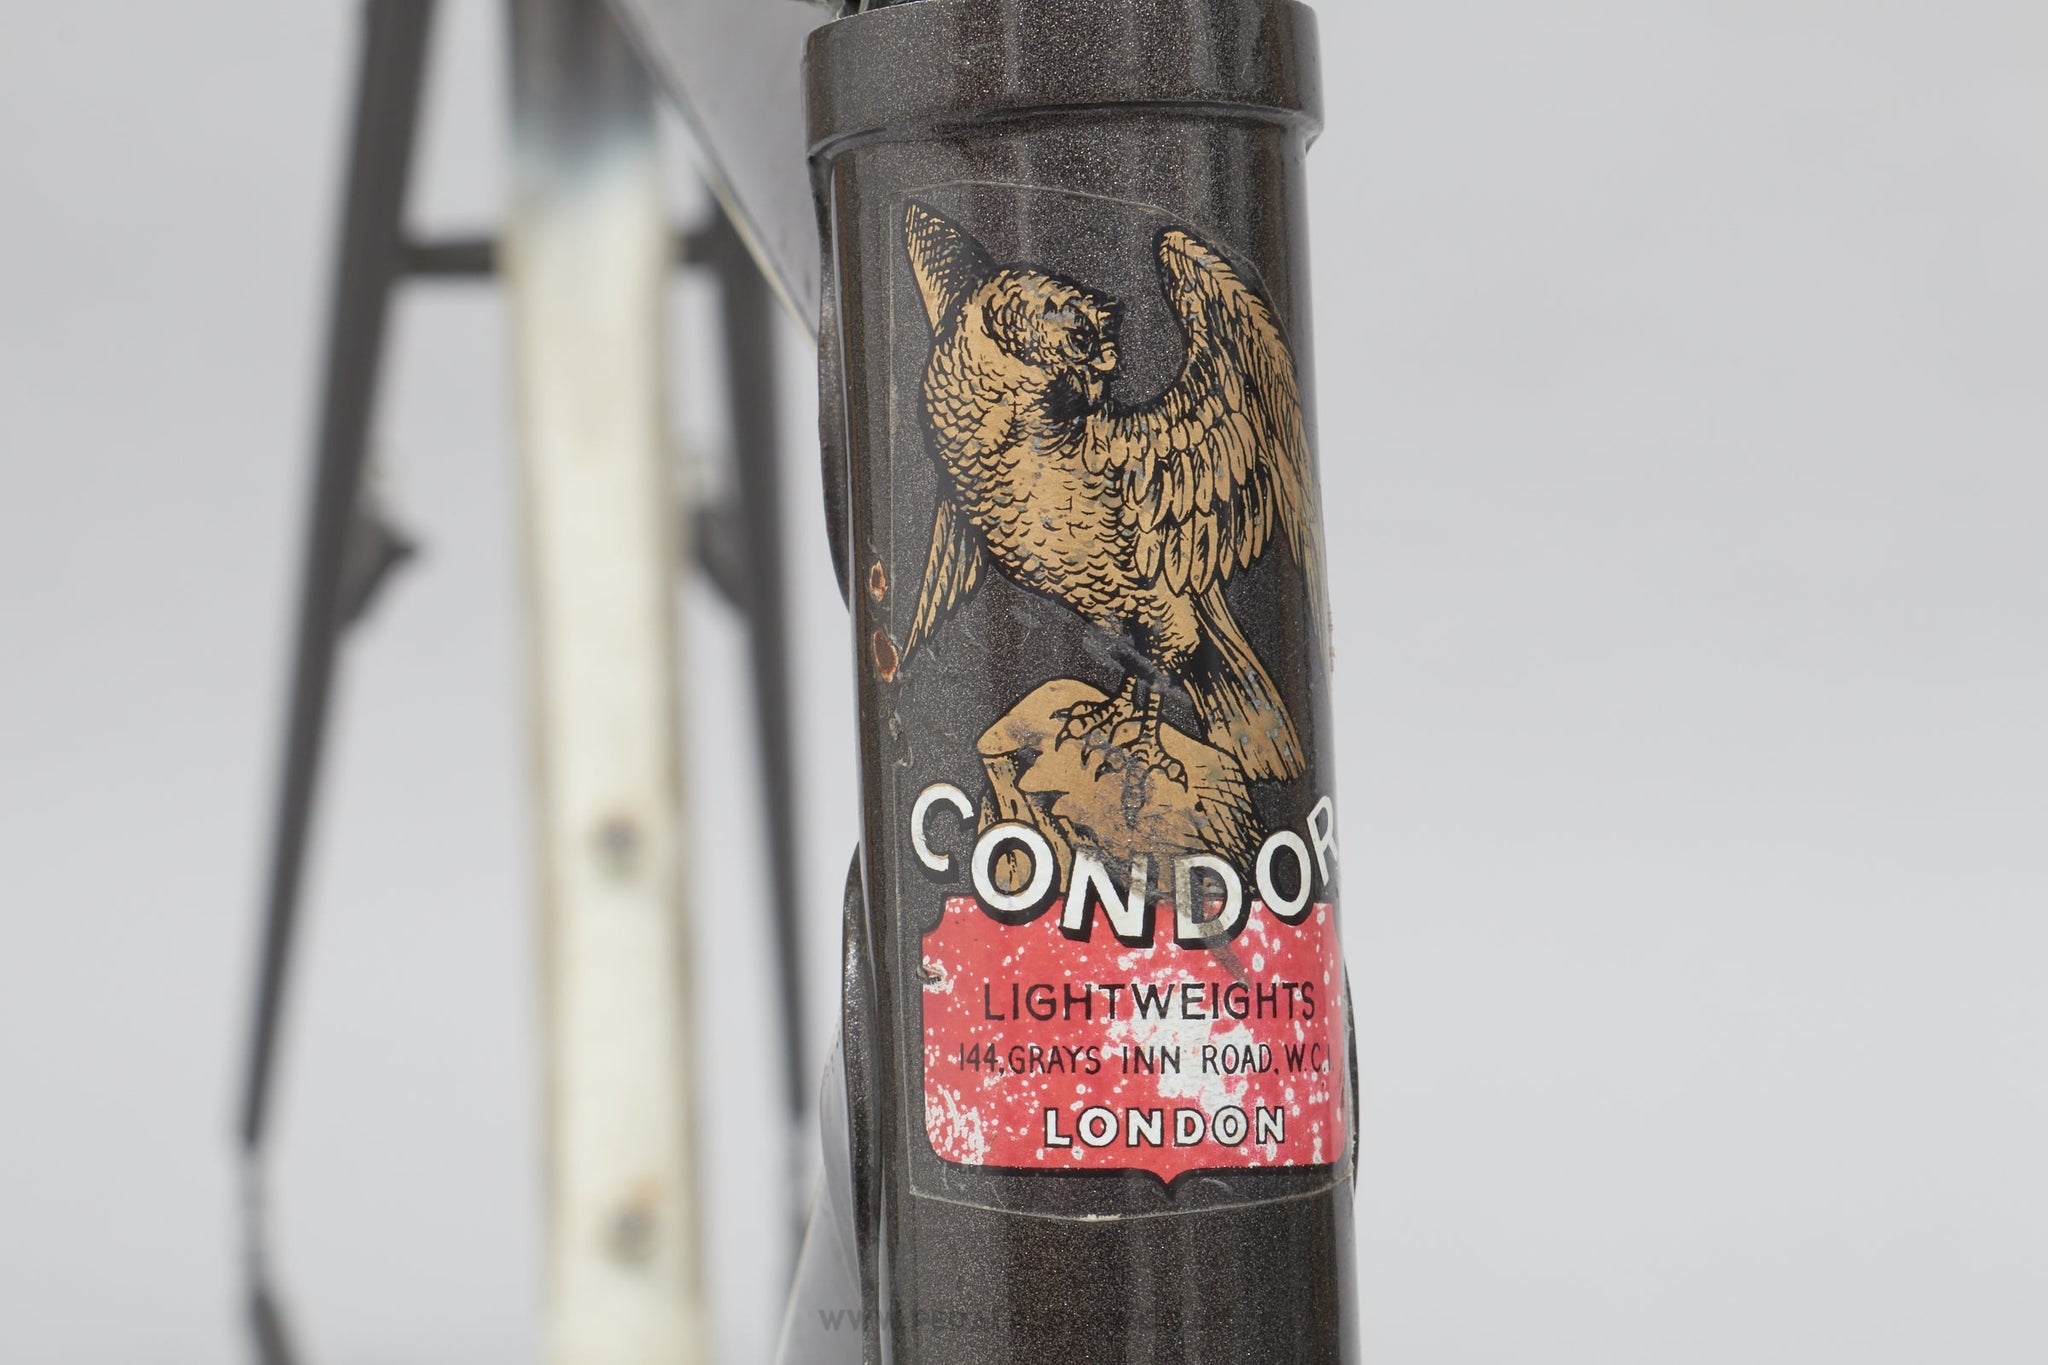 CONDOR
LIGHTWEIGHTS
144, GRAYS INN ROAD, W.C.1
LONDON